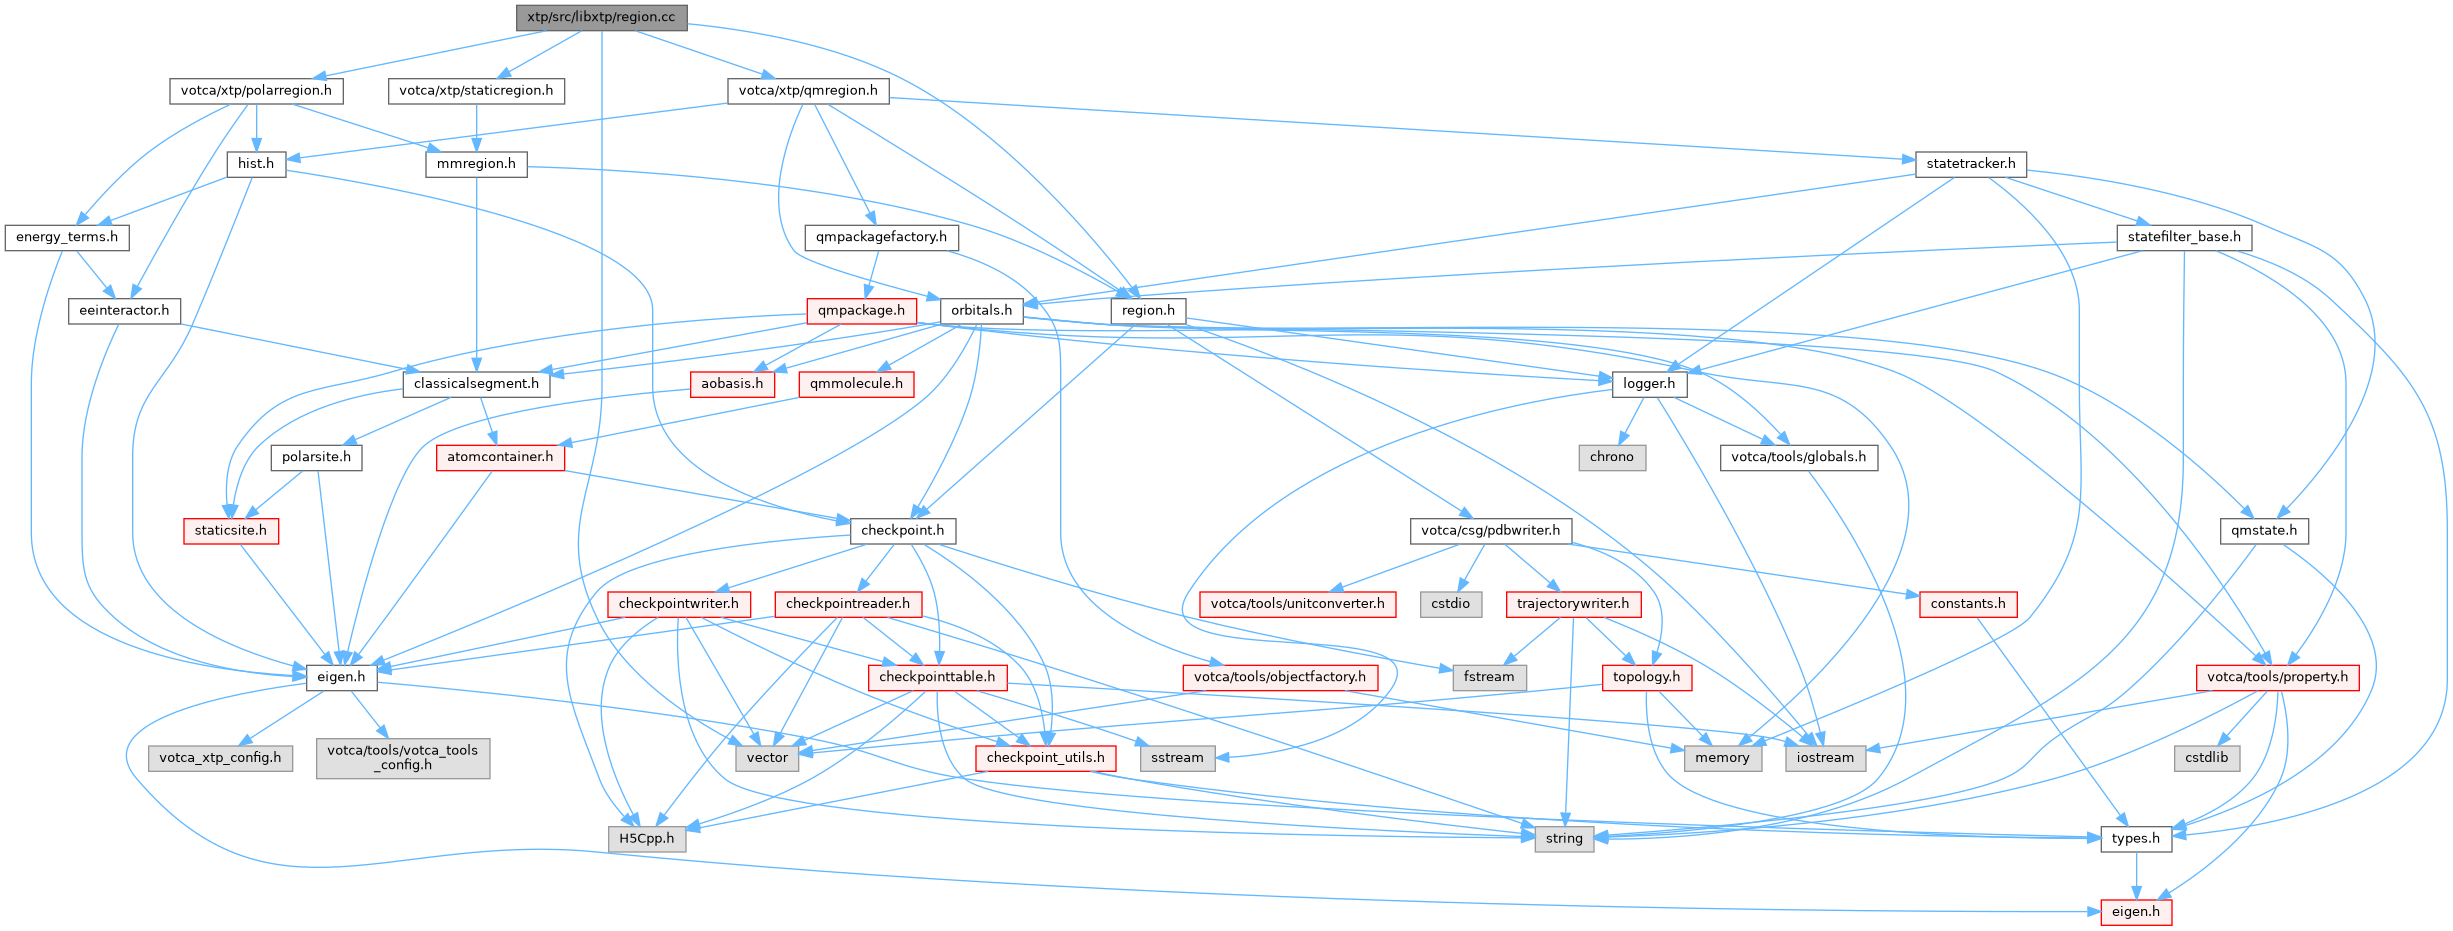 xtp/src/libxtp/region.cc
votca/xtp/polarregion.h
votca/xtp/staticregion.h
votca/xtp/qmregion.h
hist.h
mmregion.h
statetracker.h
energy_terms.h
qmpackagefactory.h
statefilter_base.h
eeinteractor.h
qmpackage.h
orbitals.h
region.h
classicalsegment.h
aobasis.h
qmmolecule.h
logger.h
polarsite.h
atomcontainer.h
chrono
votca/tools/globals.h
staticsite.h
checkpoint.h
votca/csg/pdbwriter.h
qmstate.h
checkpointwriter.h
checkpointreader.h
votca/tools/unitconverter.h
cstdio
trajectorywriter.h
constants.h
eigen.h
checkpointtable.h
votca/tools/objectfactory.h
fstream
topology.h
votca/tools/property.h
votca_xtp_config.h
votca/tools/votca_tools
_config.h
vector
checkpoint_utils.h
sstream
memory
iostream
cstdlib
H5Cpp.h
string
types.h
eigen.h